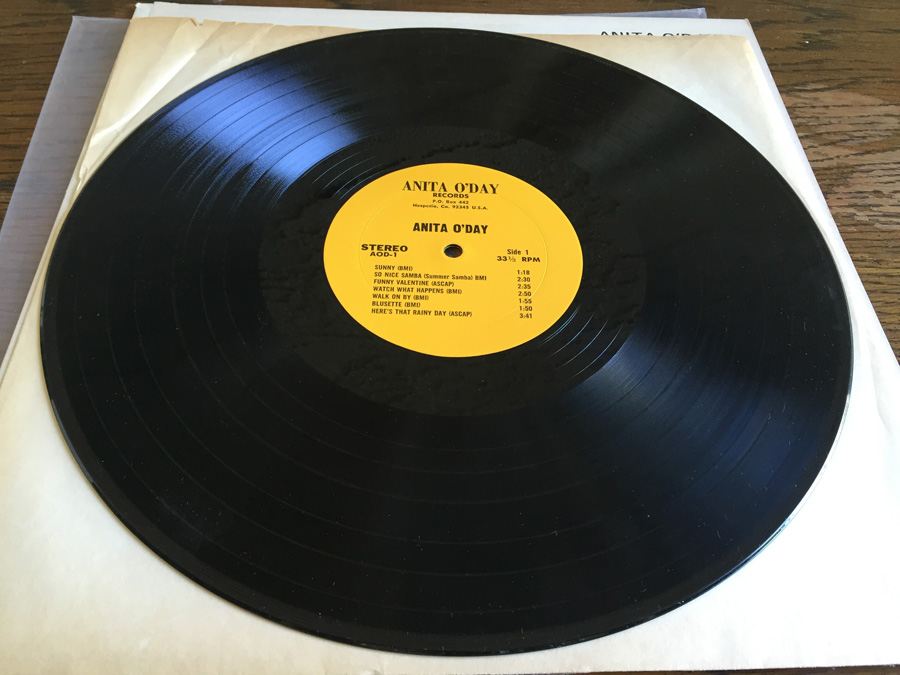 ANITA O'D
ANITA O'DAY
RECORDS
P.O. Box 442
Hesperia, Ca. 92345 U.S.A.
ANITA O'DAY
STEREO Side 1
AOD-1 33⅓ RPM
SUNNY (BMI) 1:18
SO NICE SAMBA (Summer Samba) BMI 2:30
FUNNY VALENTINE (ASCAP) 2:35
WATCH WHAT HAPPENS (BMI) 2:50
WALK ON BY (BMI) 1:55
BLUSETTE (BMI) 1:50
HERE'S THAT RAINY DAY (ASCAP) 3:41